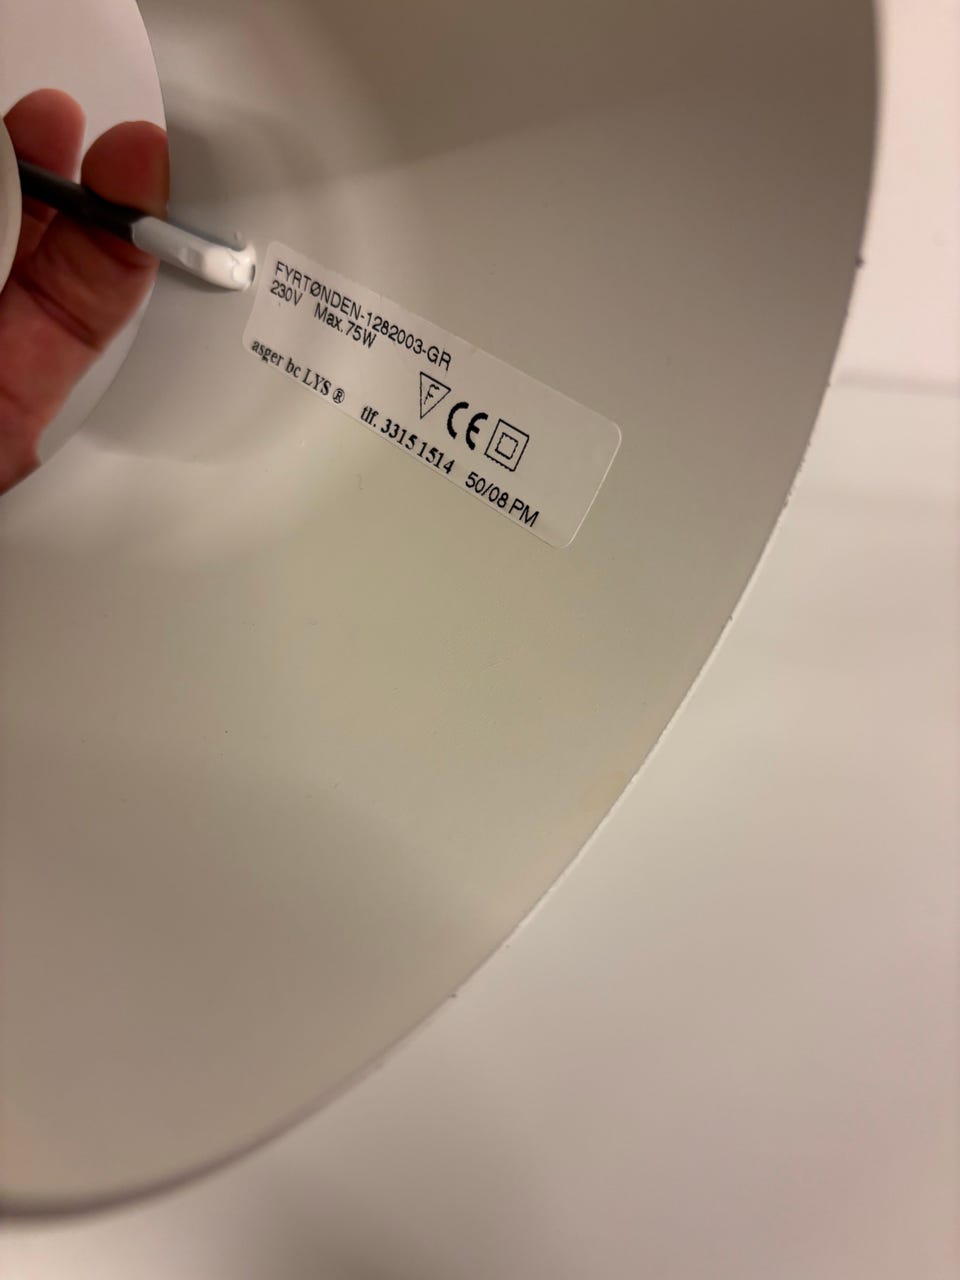 FYRTØNDEN-1282003-GR
230V Max.75W
F CE
asger bc LYS ® tlf. 3315 1514 50/08 PM